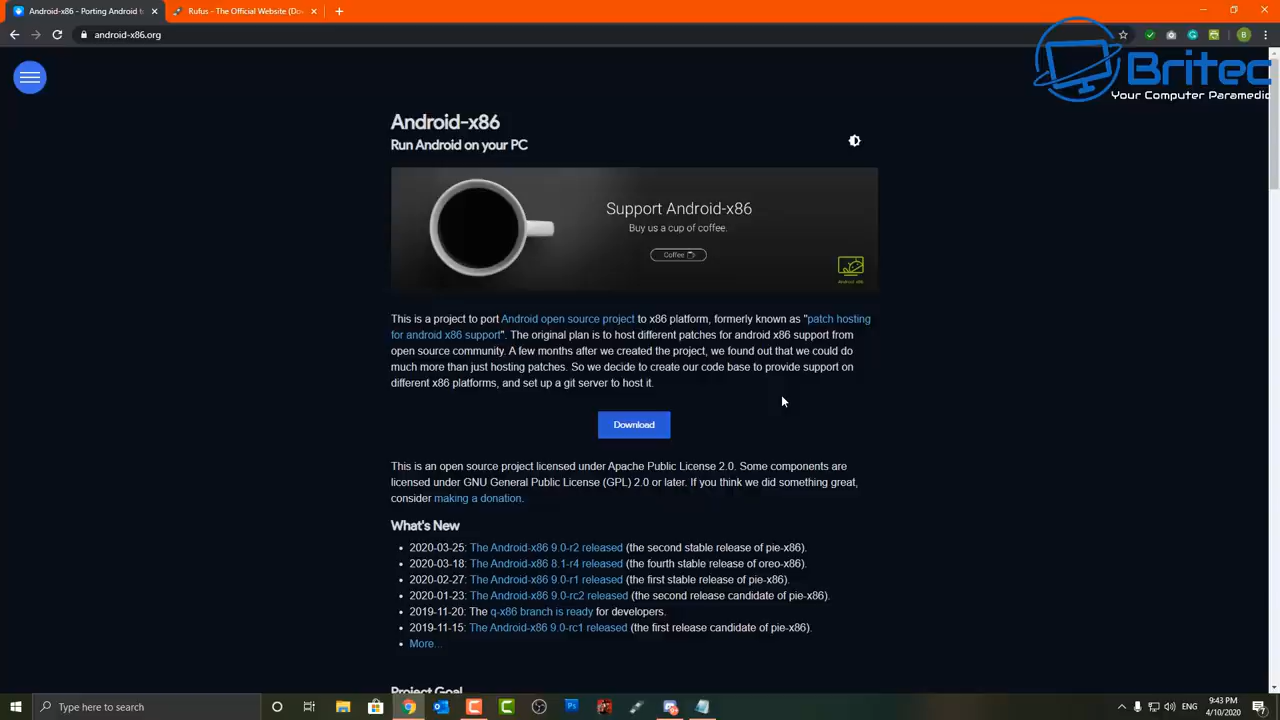 Android-x86 - Porting Android t
Rufus - The Official Website (Do
android-x86.org
B
Britec
Your Computer Paramedic
Android-x86
Run Android on your PC
Support Android-x86
Buy us a cup of coffee.
Coffee
Android x86
This is a project to port Android open source project to x86 platform, formerly known as "patch hosting
for android x86 support". The original plan is to host different patches for android x86 support from
open source community. A few months after we created the project, we found out that we could do
much more than just hosting patches. So we decide to create our code base to provide support on
different x86 platforms, and set up a git server to host it.
Download
This is an open source project licensed under Apache Public License 2.0. Some components are
licensed under GNU General Public License (GPL) 2.0 or later. If you think we did something great,
consider making a donation.
What's New
2020-03-25: The Android-x86 9.0-r2 released (the second stable release of pie-x86).
2020-03-18: The Android-x86 8.1-r4 released (the fourth stable release of oreo-x86).
2020-02-27: The Android-x86 9.0-r1 released (the first stable release of pie-x86).
2020-01-23: The Android-x86 9.0-rc2 released (the second release candidate of pie-x86).
2019-11-20: The q-x86 branch is ready for developers.
2019-11-15: The Android-x86 9.0-rc1 released (the first release candidate of pie-x86).
More...
Project Goal
Type here to search
Ps
ENG
9:43 PM
4/10/2020